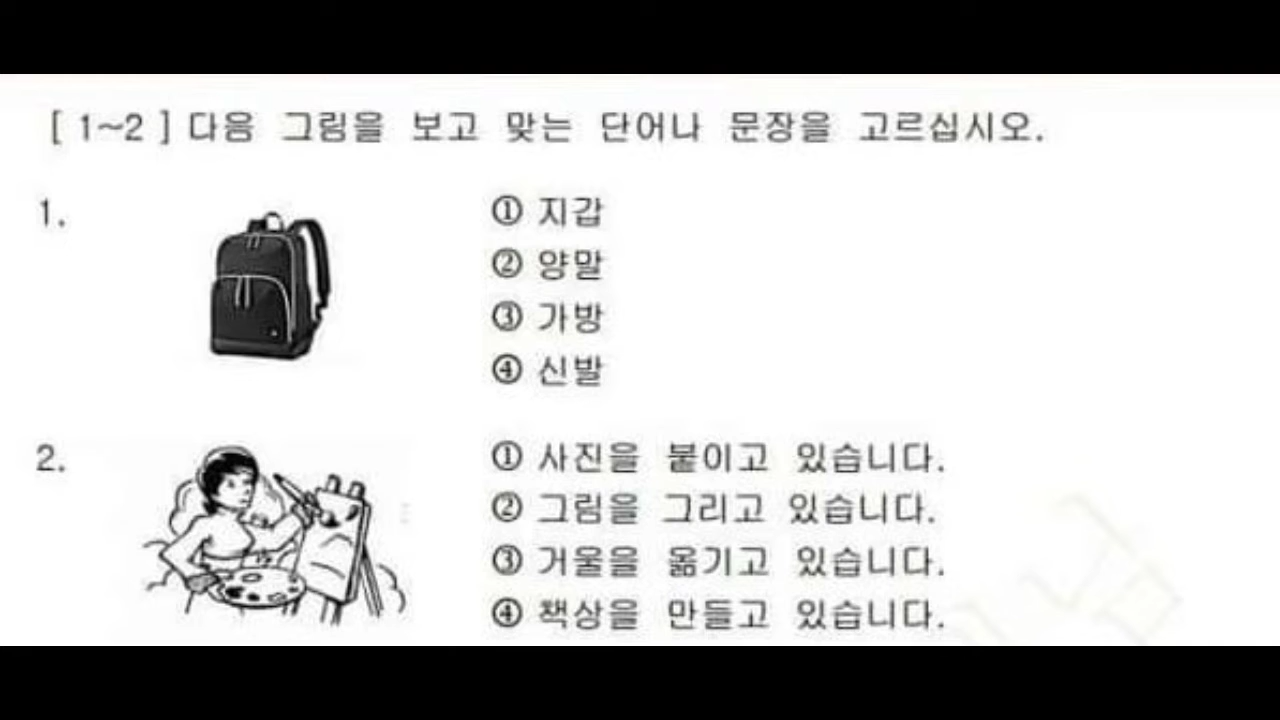 [ 1~2 ] 다음 그림을 보고 맞는 단어나 문장을 고르십시오.
1.
① 지갑
② 양말
③ 가방
④ 신발
2.
① 사진을 붙이고 있습니다.
② 그림을 그리고 있습니다.
③ 거울을 옮기고 있습니다.
④ 책상을 만들고 있습니다.